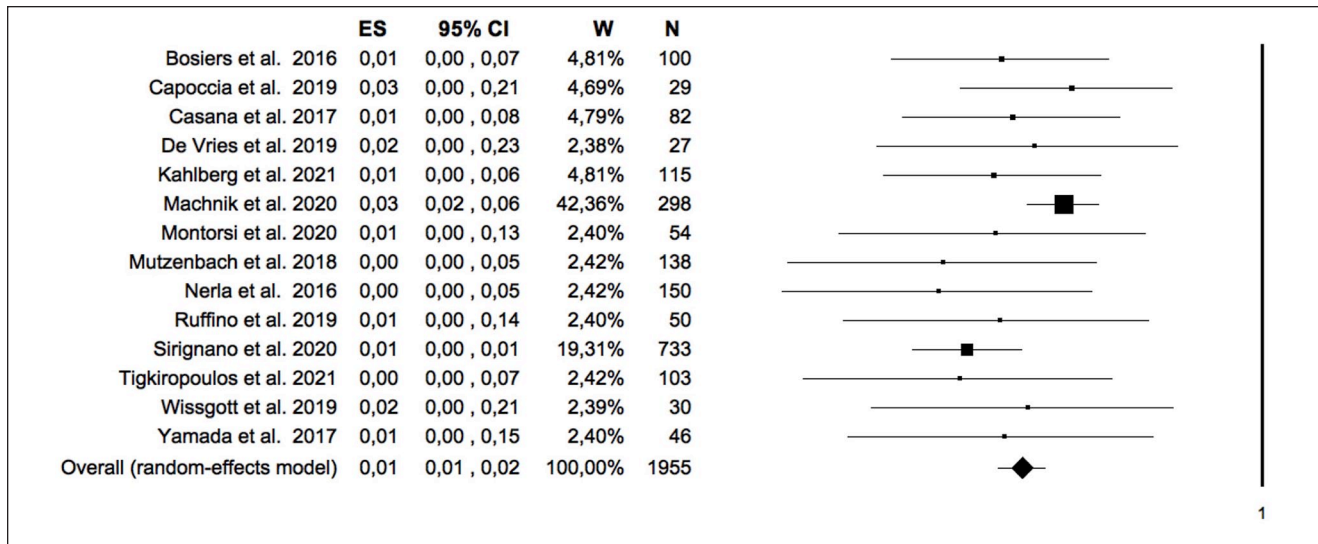 ES 95% CI W N
Bosiers et al. 2016 0,01 0,00 , 0,07 4,81% 100
Capoccia et al. 2019 0,03 0,00 , 0,21 4,69% 29
Casana et al. 2017 0,01 0,00 , 0,08 4,79% 82
De Vries et al. 2019 0,02 0,00 , 0,23 2,38% 27
Kahlberg et al. 2021 0,01 0,00 , 0,06 4,81% 115
Machnik et al. 2020 0,03 0,02 , 0,06 42,36% 298
Montorsi et al. 2020 0,01 0,00 , 0,13 2,40% 54
Mutzenbach et al. 2018 0,00 0,00 , 0,05 2,42% 138
Nerla et al. 2016 0,00 0,00 , 0,05 2,42% 150
Ruffino et al. 2019 0,01 0,00 , 0,14 2,40% 50
Sirignano et al. 2020 0,01 0,00 , 0,01 19,31% 733
Tigkiropoulos et al. 2021 0,00 0,00 , 0,07 2,42% 103
Wissgott et al. 2019 0,02 0,00 , 0,21 2,39% 30
Yamada et al. 2017 0,01 0,00 , 0,15 2,40% 46
Overall (random-effects model) 0,01 0,01 , 0,02 100,00% 1955
1